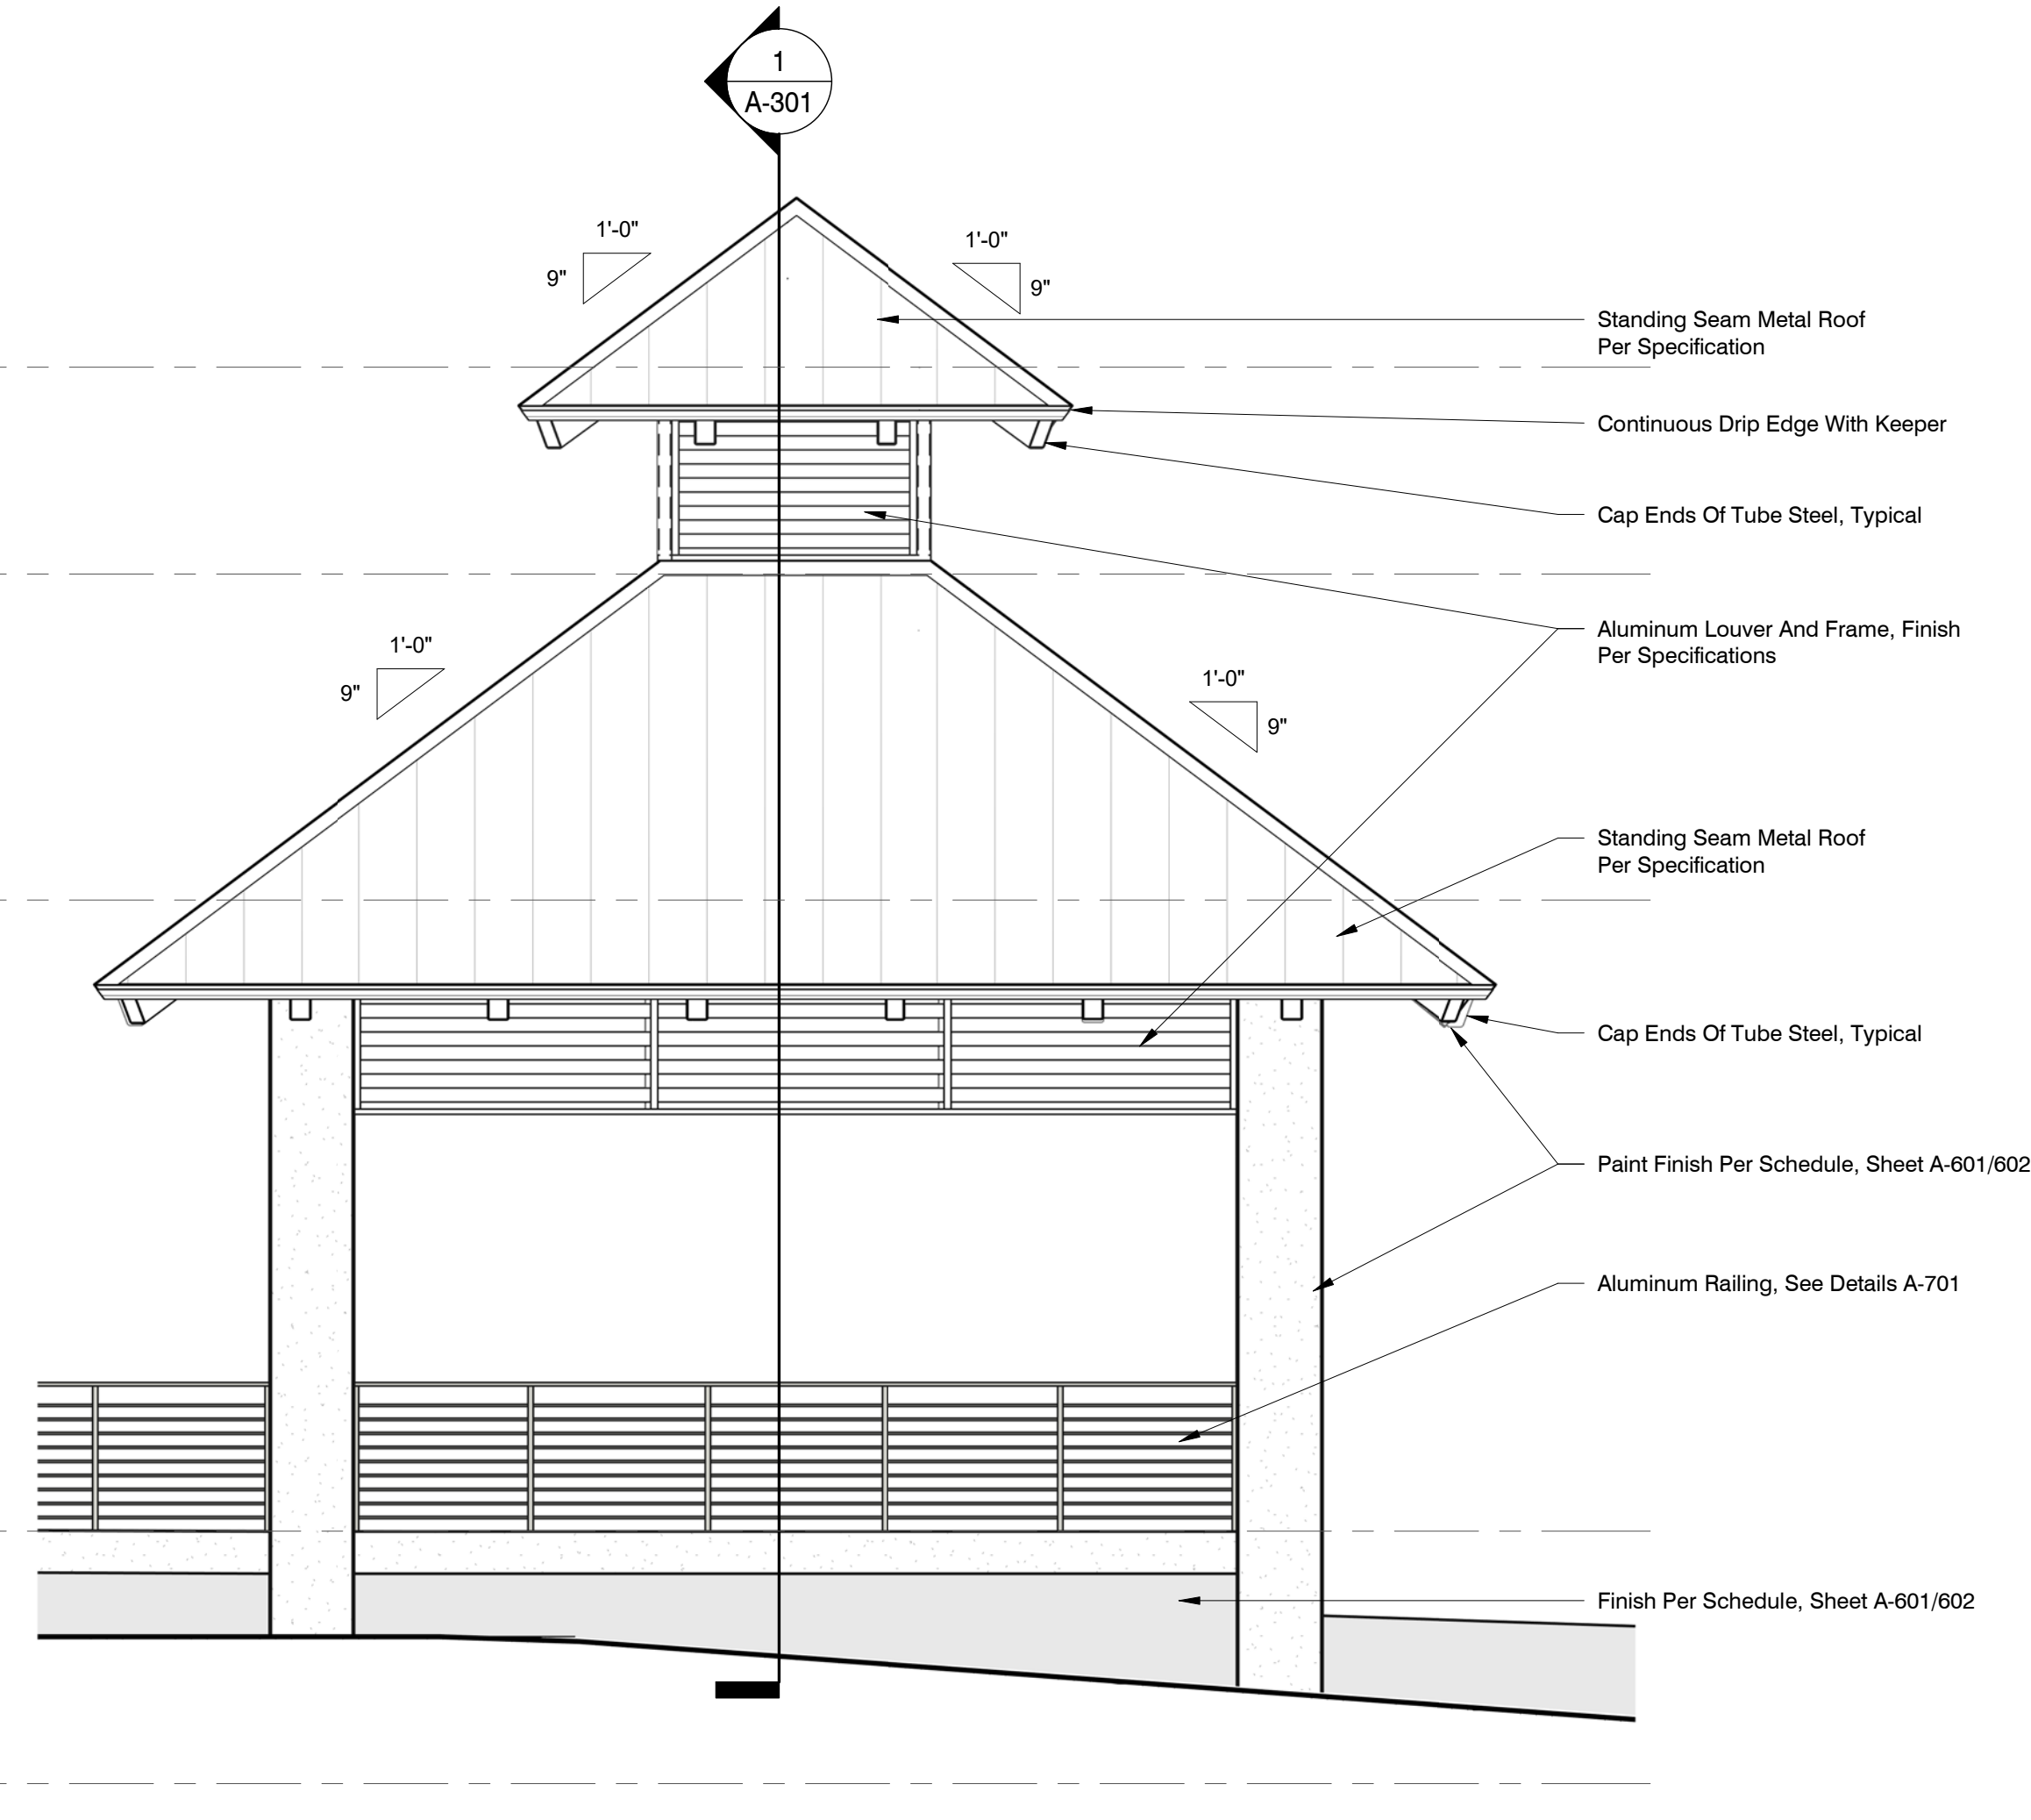 1
A-301
1'-0"
9"
1'-0"
9"
Standing Seam Metal Roof
Per Specification
Continuous Drip Edge With Keeper
Cap Ends Of Tube Steel, Typical
Aluminum Louver And Frame, Finish
Per Specifications
1'-0"
9"
1'-0"
9"
Standing Seam Metal Roof
Per Specification
Cap Ends Of Tube Steel, Typical
Paint Finish Per Schedule, Sheet A-601/602
Aluminum Railing, See Details A-701
Finish Per Schedule, Sheet A-601/602